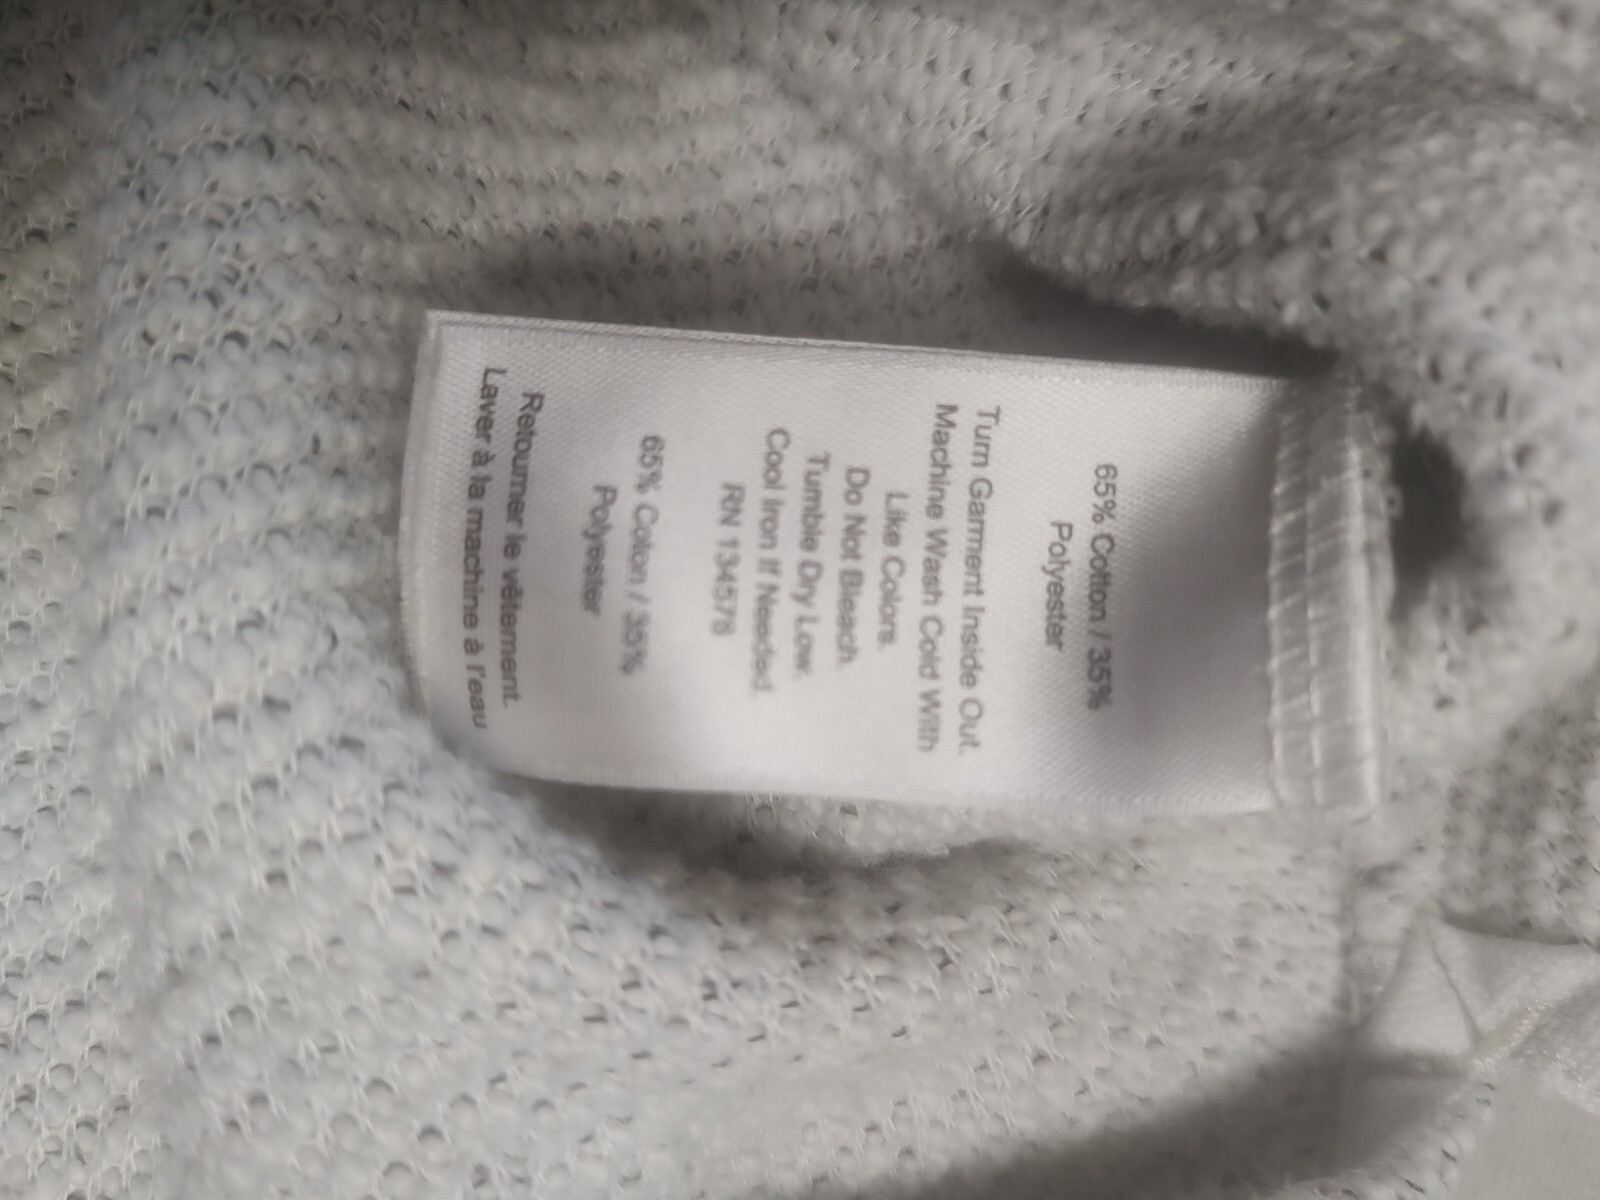 65% Cotton / 35%
Polyester
Turn Garment Inside Out.
Machine Wash Cold With
Like Colors.
Do Not Bleach.
Tumble Dry Low.
Cool Iron If Needed.
RN 134578
65% Coton / 35%
Polyester
Retourner le vêtement.
Laver à la machine à l'eau